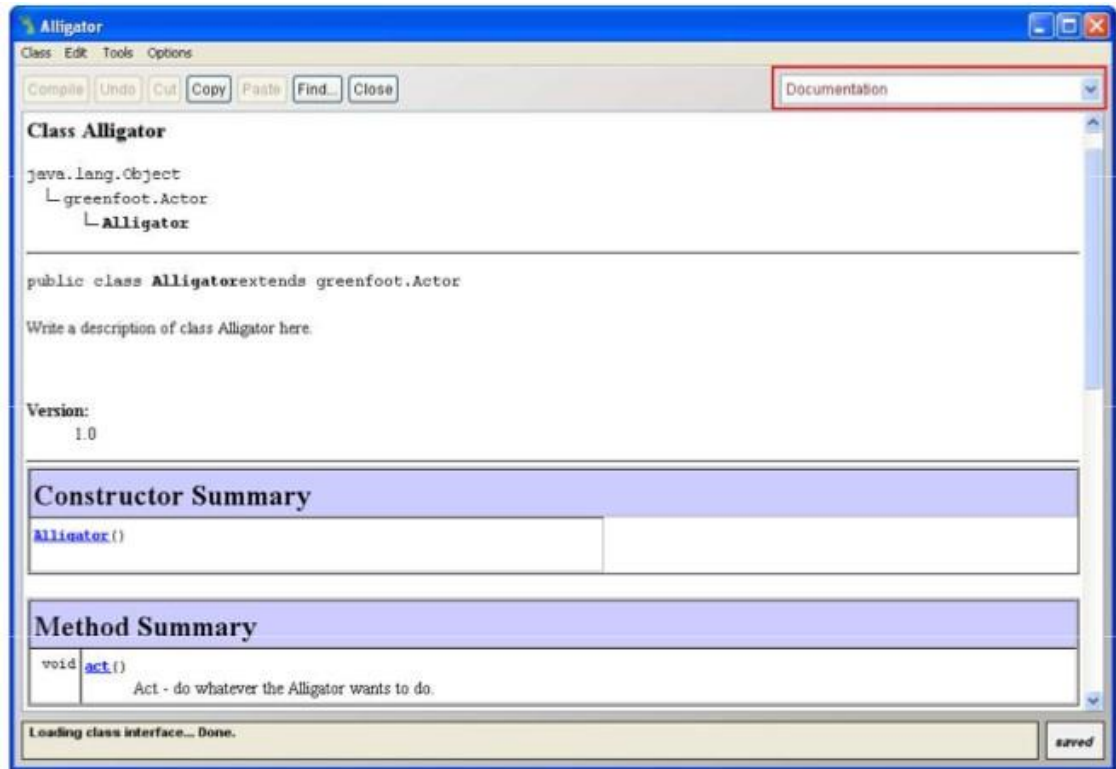 Alligator
Class Edit Tools Options
Compile Undo Cut Copy Paste Find... Close Documentation
Class Alligator
java.lang.Object
greenfoot.Actor
Alligator
public class Alligatorextends greenfoot.Actor
Write a description of class Alligator here.
Version:
1.0
Constructor Summary
Alligator()
Method Summary
void act()
Act - do whatever the Alligator wants to do.
Loading class interface... Done.
saved